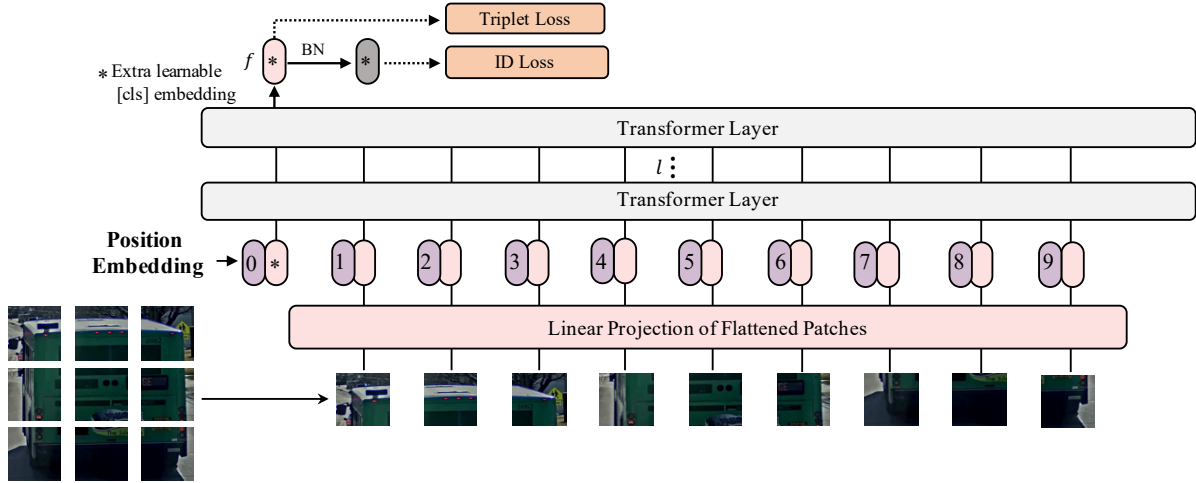 Triplet Loss
f * BN * ID Loss
* Extra learnable
[cls] embedding
Transformer Layer
l
Transformer Layer
Position
Embedding
0 * 1 2 3 4 5 6 7 8 9
Linear Projection of Flattened Patches